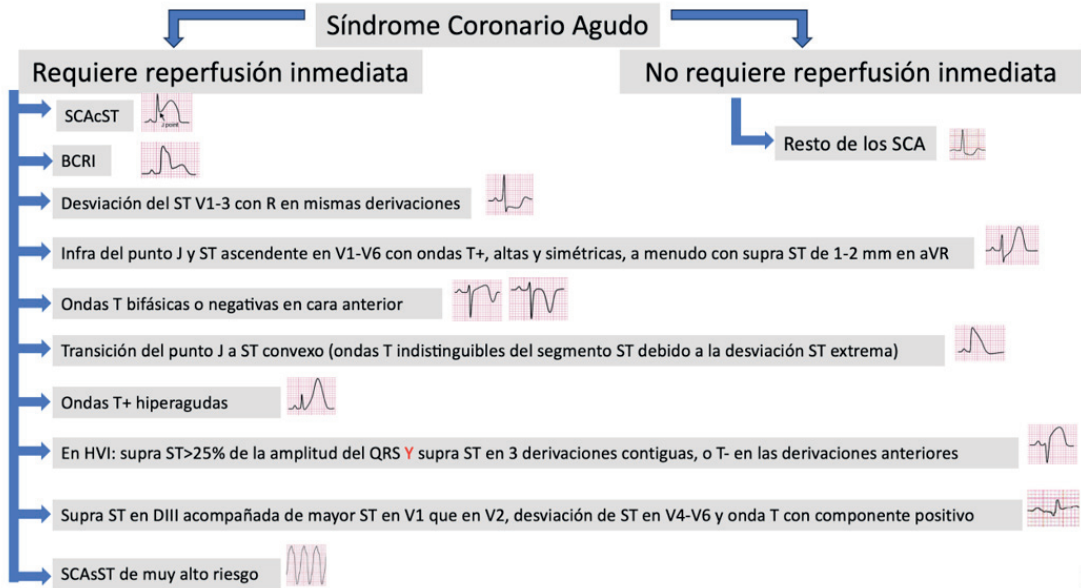 Síndrome Coronario Agudo
Requiere reperfusión inmediata
No requiere reperfusión inmediata
SCAcST
J point
Resto de los SCA
BCRI
Desviación del ST V1-3 con R en mismas derivaciones
Infra del punto J y ST ascendente en V1-V6 con ondas T+, altas y simétricas, a menudo con supra ST de 1-2 mm en aVR
Ondas T bifásicas o negativas en cara anterior
Transición del punto J a ST convexo (ondas T indistinguibles del segmento ST debido a la desviación ST extrema)
Ondas T+ hiperagudas
En HVI: supra ST>25% de la amplitud del QRS Y supra ST en 3 derivaciones contiguas, o T- en las derivaciones anteriores
Supra ST en DIII acompañada de mayor ST en V1 que en V2, desviación de ST en V4-V6 y onda T con componente positivo
SCAsST de muy alto riesgo